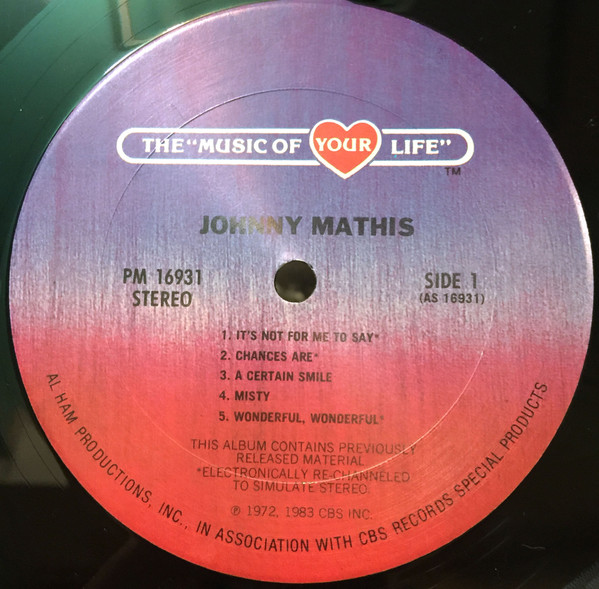 THE "MUSIC OF YOUR LIFE"
TM
JOHNNY MATHIS
PM 16931
STEREO
SIDE 1
(AS 16931)
1. IT'S NOT FOR ME TO SAY*
2. CHANCES ARE*
3. A CERTAIN SMILE
4. MISTY
5. WONDERFUL, WONDERFUL*
THIS ALBUM CONTAINS PREVIOUSLY
RELEASED MATERIAL
*ELECTRONICALLY RE-CHANNELED
TO SIMULATE STEREO.
℗ 1972, 1983 CBS INC.
AL HAM PRODUCTIONS, INC., IN ASSOCIATION WITH CBS RECORDS SPECIAL PRODUCTS